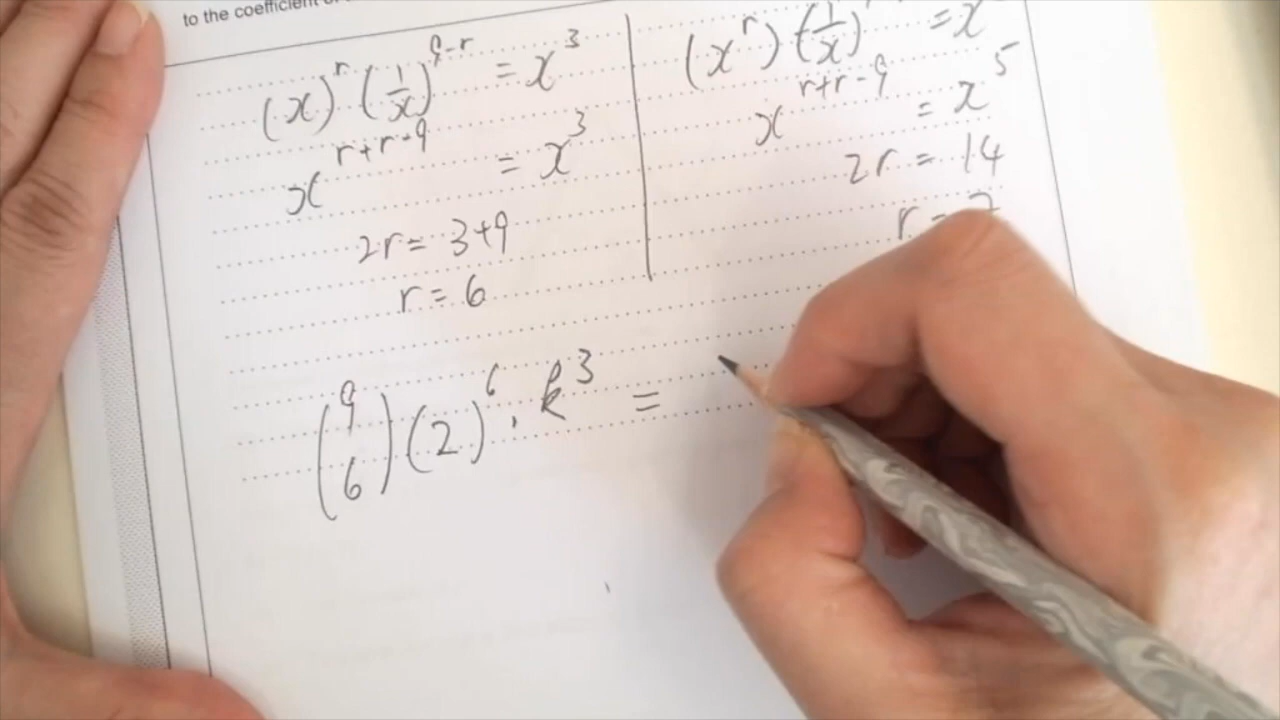 to the coefficient
(x)^r (1/x)^{9-r} = x^3
x^{r+r-9} = x^3
2r = 3+9
r = 6
(x^r) (1/x) = x
x^{r+r-9} = x^5
2r = 14
r = 7
(9 6) (2)^6 . k^3 =